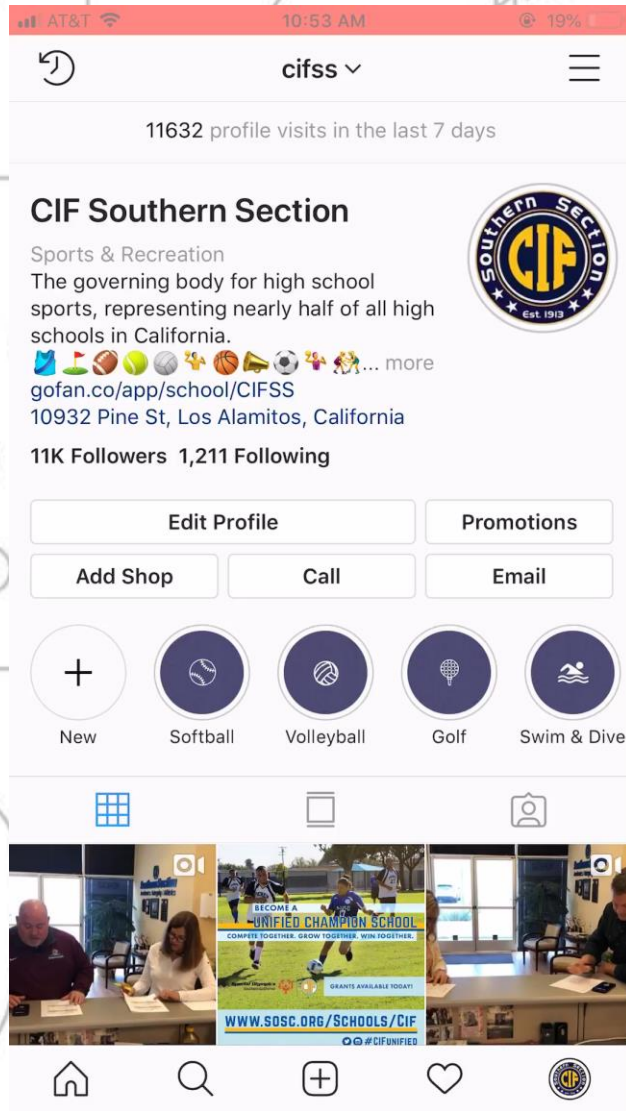 AT&T 10:53 AM 19%
cifss
11632 profile visits in the last 7 days
CIF Southern Section
Southern Section
CIF
Est. 1913
Sports & Recreation
The governing body for high school
sports, representing nearly half of all high
schools in California.
... more
gofan.co/app/school/CIFSS
10932 Pine St, Los Alamitos, California
11K Followers 1,211 Following
Edit Profile Promotions
Add Shop Call Email
New Softball Volleyball Golf Swim & Dive
BECOME A
UNIFIED CHAMPION SCHOOL
COMPETE TOGETHER. GROW TOGETHER. WIN TOGETHER.
Special Olympics
GRANTS AVAILABLE TODAY!
WWW.SOSC.ORG/SCHOOLS/CIF
#CIFUNIFIED
CIF